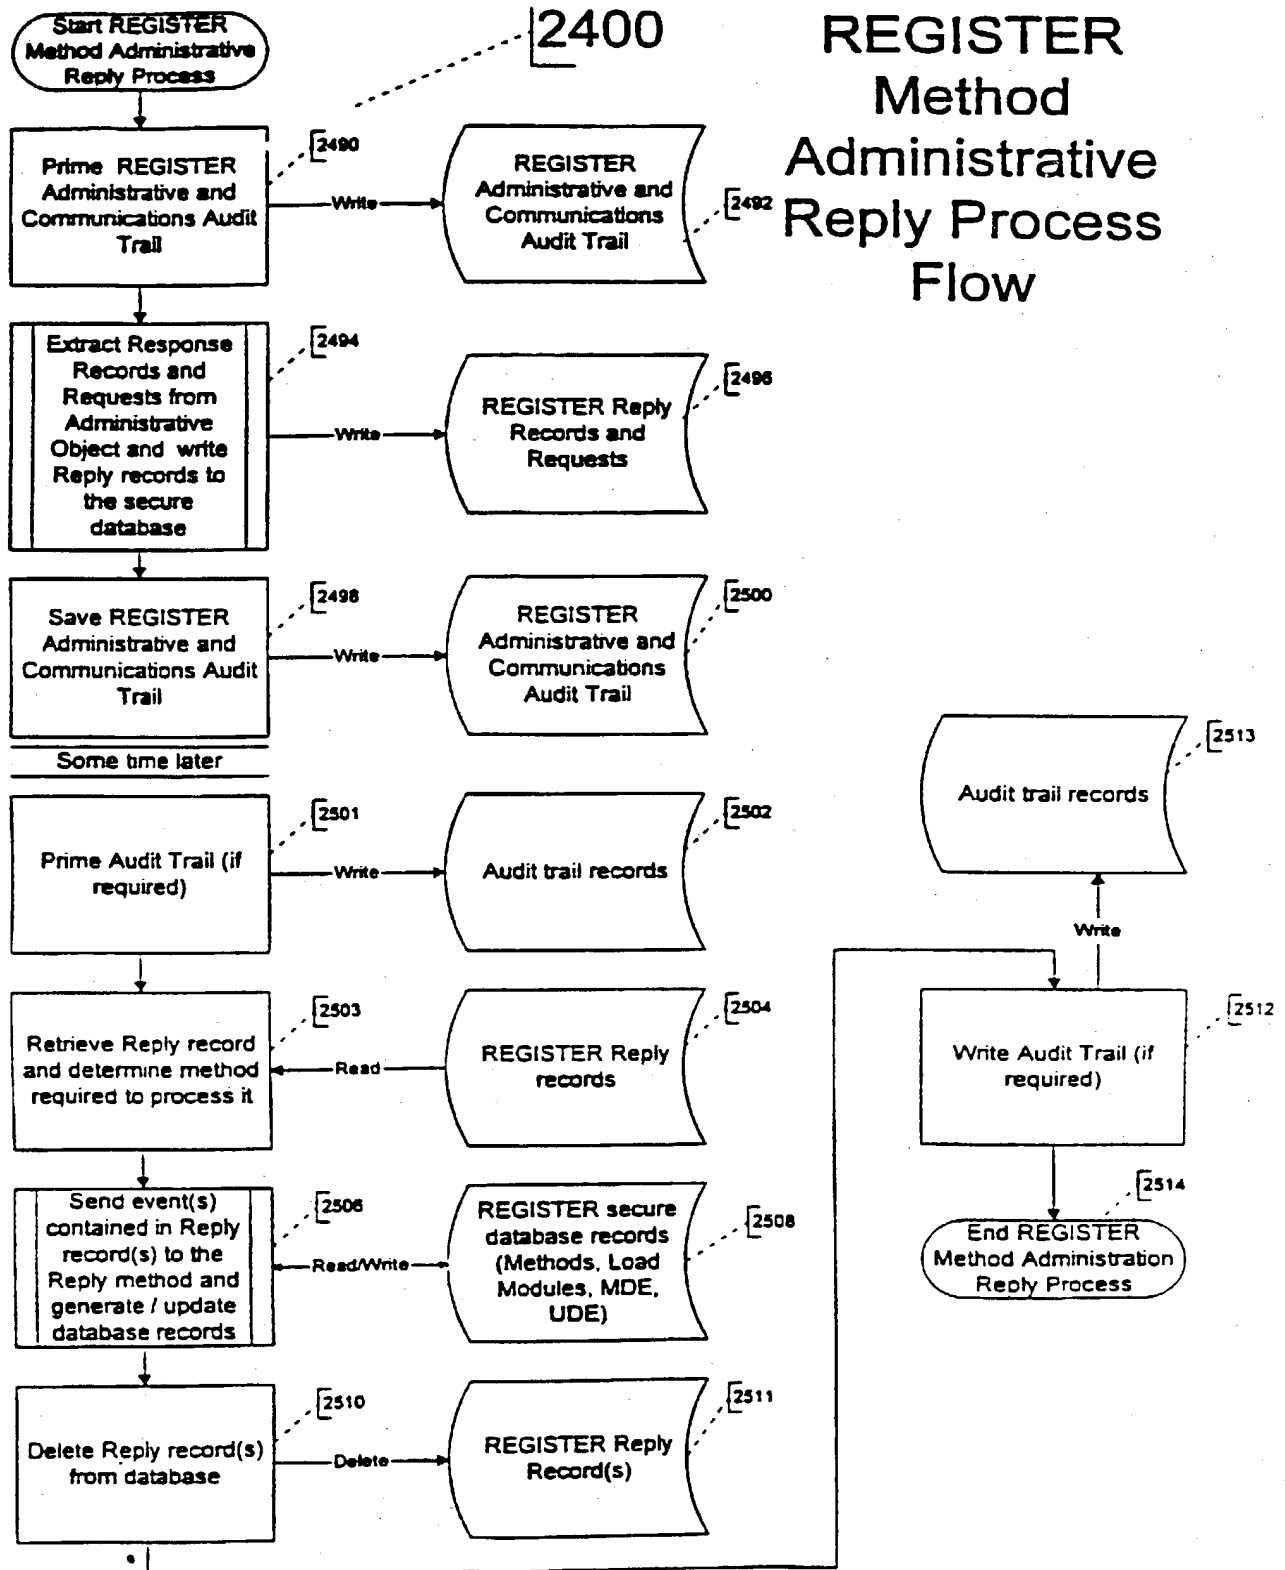 Start REGISTER
Method Administrative
Reply Process
2400
REGISTER
Method
Administrative
Reply Process
Flow
Prime REGISTER
Administrative and
Communications Audit
Trail
2490
Write
REGISTER
Administrative and
Communications
Audit Trail
2492
Extract Response
Records and
Requests from
Administrative
Object and write
Reply records to
the secure
database
2494
Write
REGISTER Reply
Records and
Requests
2496
Save REGISTER
Administrative and
Communications Audit
Trail
2498
Write
REGISTER
Administrative and
Communications
Audit Trail
2500
Some time later
Prime Audit Trail (if
required)
2501
Write
Audit trail records
2502
Retrieve Reply record
and determine method
required to process it
2503
Read
REGISTER Reply
records
2504
Send event(s)
contained in Reply
record(s) to the
Reply method and
generate / update
database records
2506
Read/Write
REGISTER secure
database records
(Methods, Load
Modules, MDE,
UDE)
2508
Delete Reply record(s)
from database
2510
Delete
REGISTER Reply
Record(s)
2511
Audit trail records
2513
Write
Write Audit Trail (if
required)
2512
End REGISTER
Method Administration
Reply Process
2514